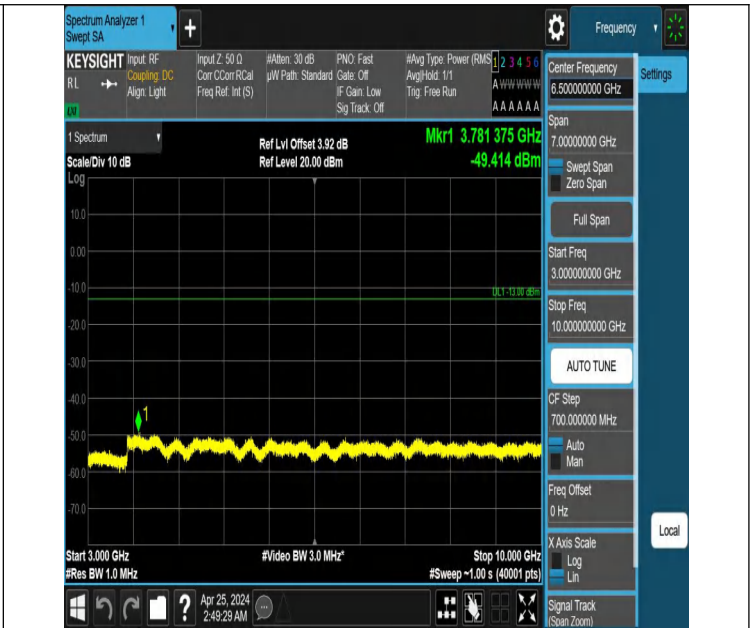 Spectrum Analyzer 1
Swept SA
+
Frequency
KEYSIGHT
RL
LXI
Input: RF
Coupling: DC
Align: Light
Input Z: 50 Ω
Corr CCorr RCal
Freq Ref: Int (S)
#Atten: 30 dB
µW Path: Standard
PNO: Fast
Gate: Off
IF Gain: Low
Sig Track: Off
#Avg Type: Power (RMS
Avg|Hold: 1/1
Trig: Free Run
1 2 3 4 5 6
A W W W W W
A A A A A A
1 Spectrum
Scale/Div 10 dB
Log
Ref Lvl Offset 3.92 dB
Ref Level 20.00 dBm
Mkr1 3.781 375 GHz
-49.414 dBm
10.0
0.00
-10.0
-20.0
-30.0
-40.0
-50.0
-60.0
-70.0
DL1 -13.00 dBm
1
Start 3.000 GHz
#Res BW 1.0 MHz
#Video BW 3.0 MHz*
Stop 10.000 GHz
#Sweep ~1.00 s (40001 pts)
Center Frequency
6.500000000 GHz
Settings
Span
7.00000000 GHz
Swept Span
Zero Span
Full Span
Start Freq
3.000000000 GHz
Stop Freq
10.000000000 GHz
AUTO TUNE
CF Step
700.000000 MHz
Auto
Man
Freq Offset
0 Hz
X Axis Scale
Log
Lin
Signal Track
(Span Zoom)
Local
?
Apr 25, 2024
2:49:29 AM